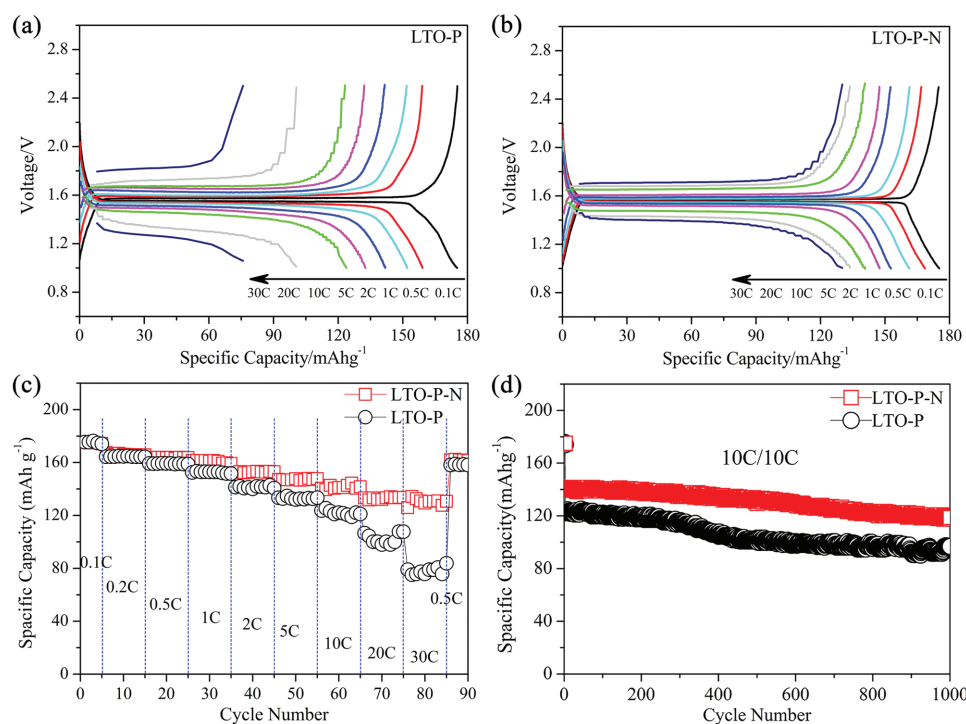 (a)
LTO-P
2.8
2.4
2.0
1.6
1.2
0.8
Voltage/V
30C 20C 10C 5C 2C 1C 0.5C 0.1C
0 30 60 90 120 150 180
Specific Capacity/mAhg-1
(b)
LTO-P-N
2.8
2.4
2.0
1.6
1.2
0.8
Voltage/V
30C 20C 10C 5C 2C 1C 0.5C 0.1C
0 30 60 90 120 150 180
Specific Capacity/mAhg-1
(c)
LTO-P-N
LTO-P
200
160
120
80
40
0
Spacific Capacity (mAh g-1)
0.1C
0.2C
0.5C
1C
2C
5C
10C
20C
30C
0.5C
0 10 20 30 40 50 60 70 80 90
Cycle Number
(d)
LTO-P-N
LTO-P
10C/10C
200
160
120
80
40
0
Spacific Capacity(mAhg-1)
0 200 400 600 800 1000
Cycle Number